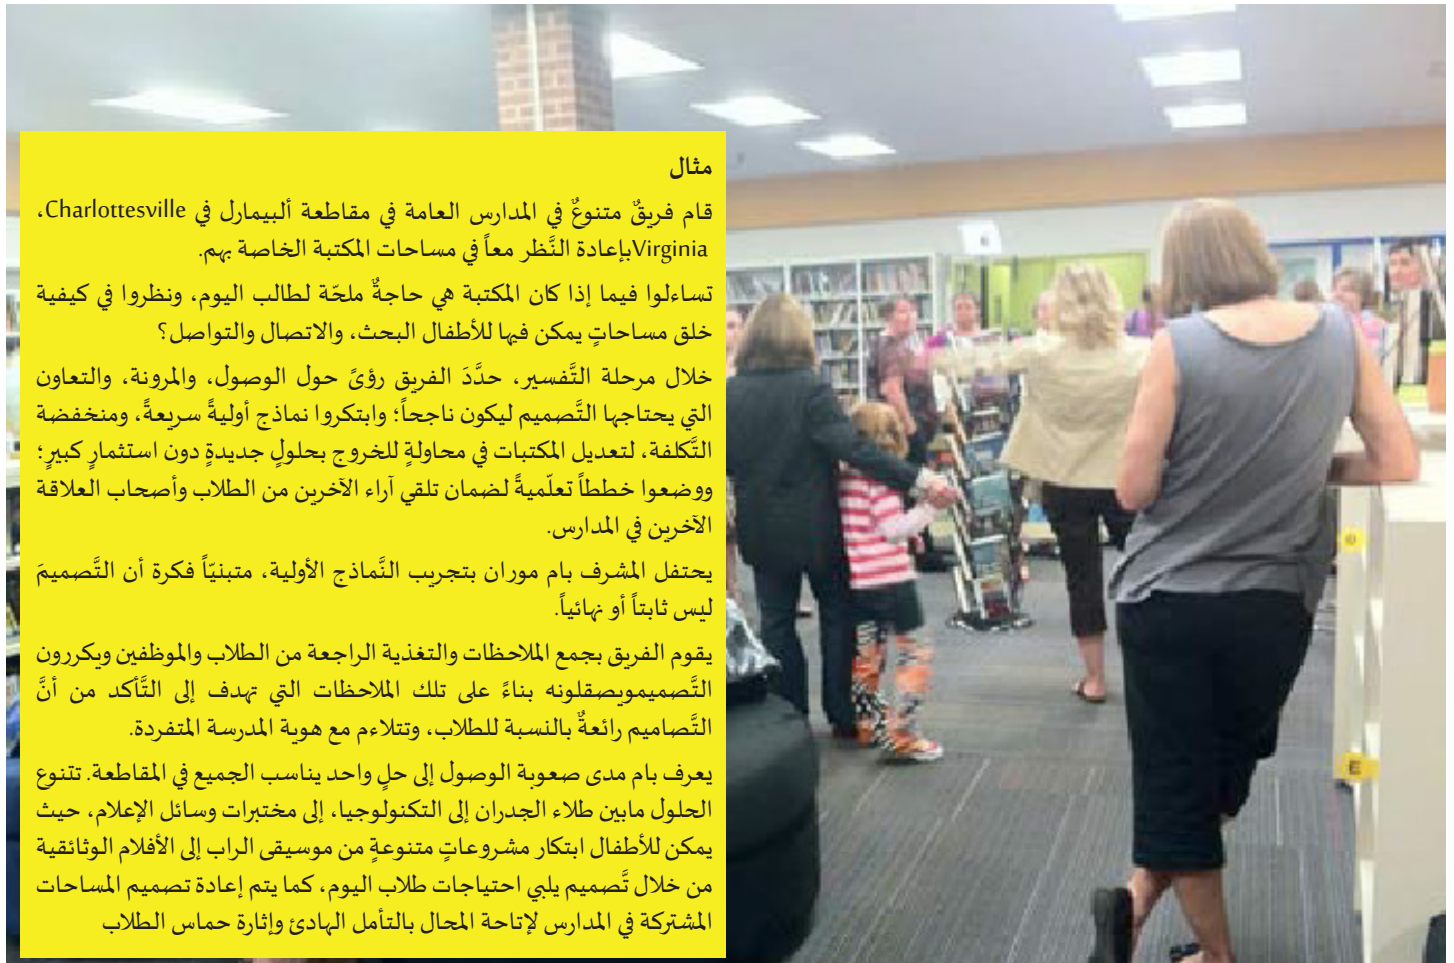 مثال
قام فريقٌ متنوعٌ في المدارس العامة في مقاطعة ألبيمارل في Charlottesville،
Virginiaبإعادة النَّظر معاً في مساحات المكتبة الخاصة بهم.
تساءلوا فيما إذا كان المكتبة هي حاجةٌ ملحّة لطالب اليوم، ونظروا في كيفية
خلق مساحاتٍ يمكن فيها للأطفال البحث، والاتصال والتواصل؟
خلال مرحلة التَّفسير، حدَّدَ الفريق رؤىً حول الوصول، والمرونة، والتعاون
التي يحتاجها التَّصميم ليكون ناجحاً؛ وابتكروا نماذج أوليةً سريعةً، ومنخفضة
التَّكلفة، لتعديل المكتبات في محاولةٍ للخروج بحلولٍ جديدةٍ دون استثمارٍ كبيرٍ؛
ووضعوا خططاً تعلّميةً لضمان تلقي آراء الآخرين من الطلاب وأصحاب العلاقة
الآخرين في المدارس.
يحتفل المشرف بام موران بتجريب النَّماذج الأولية، متبنيّاً فكرة أن التَّصميمَ
ليس ثابتاً أو نهائياً.
يقوم الفريق بجمع الملاحظات والتغذية الراجعة من الطلاب والموظفين ويكررون
التَّصميمويصقلونه بناءً على تلك الملاحظات التي تهدف إلى التَّأكد من أنَّ
التَّصاميم رائعةٌ بالنسبة للطلاب، وتتلاءم مع هوية المدرسة المتفردة.
يعرف بام مدى صعوبة الوصول إلى حلٍ واحد يناسب الجميع في المقاطعة. تتنوع
الحلول مابين طلاء الجدران إلى التكنولوجيا، إلى مختبرات وسائل الإعلام، حيث
يمكن للأطفال ابتكار مشروعاتٍ متنوعةٍ من موسيقى الراب إلى الأفلام الوثائقية
من خلال تَّصميم يلبي احتياجات طلاب اليوم، كما يتم إعادة تصميم المساحات
المشتركة في المدارس لإتاحة المجال بالتأمل الهادئ وإثارة حماس الطلاب
E